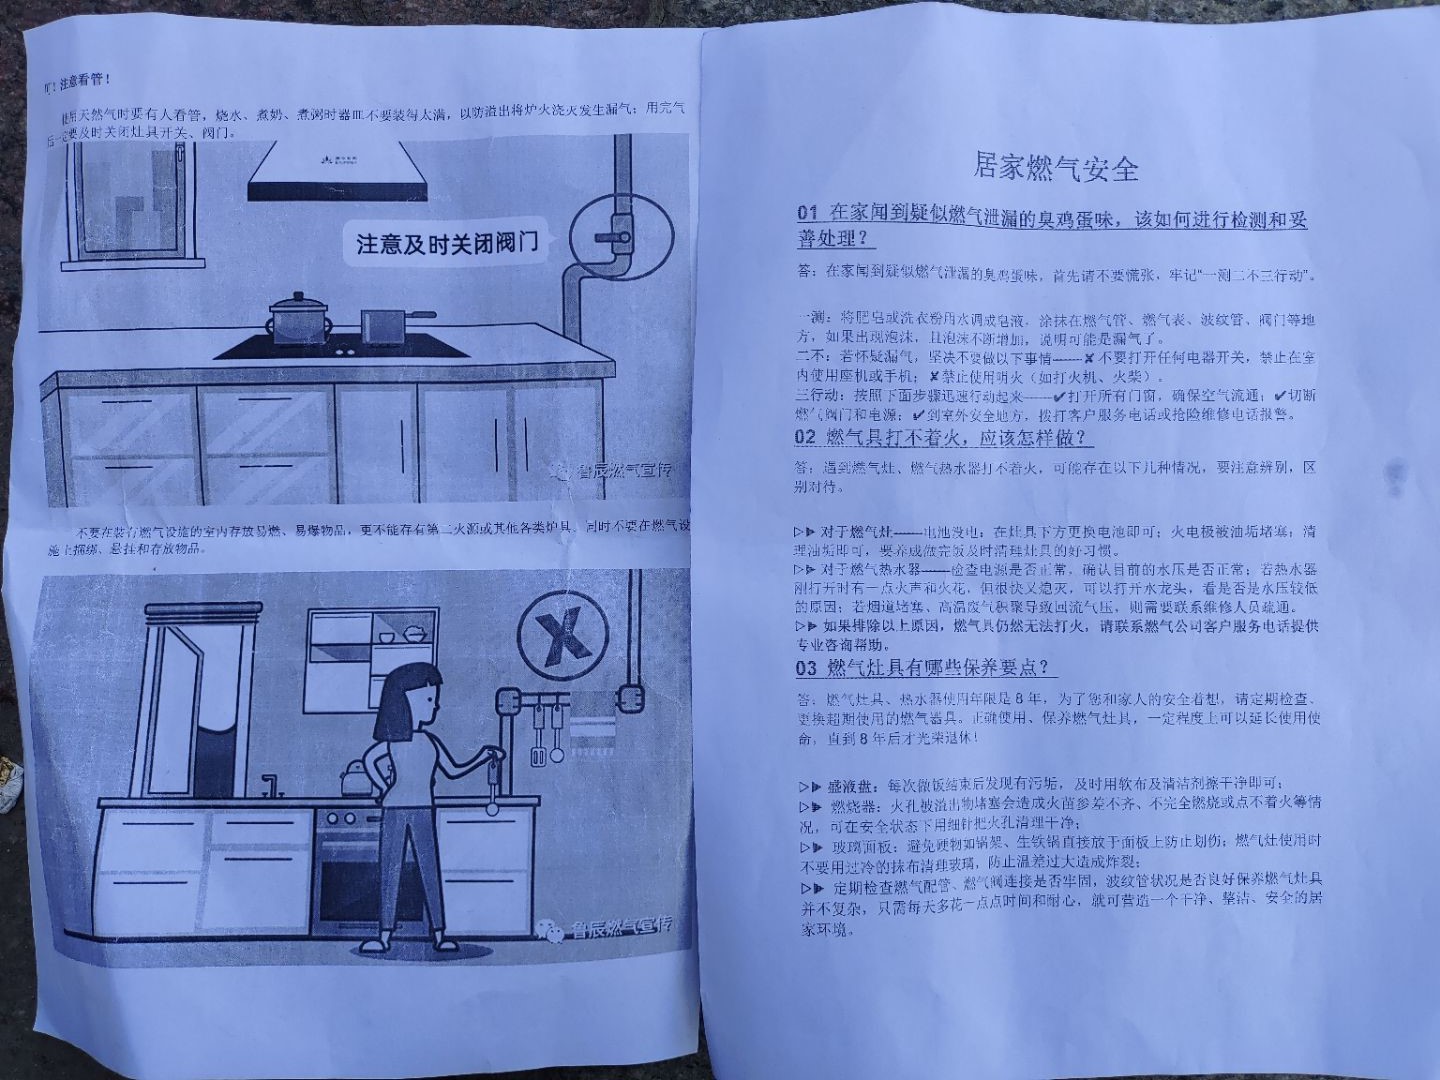 注意看管！
使用天然气时要有人看管，烧水、煮奶、煮粥时器皿不要装得太满，以防溢出将炉火浇灭发生漏气；用完气
后一定要及时关闭灶具开关、阀门。
注意及时关闭阀门
鲁辰燃气宣传
不要在装有燃气设施的室内存放易燃、易爆物品，更不能存有第二火源或其他各类炉具，同时不要在燃气设
施上捆绑、悬挂和存放物品。
X
鲁辰燃气宣传
居家燃气安全
01 在家闻到疑似燃气泄漏的臭鸡蛋味，该如何进行检测和妥
善处理？
答：在家闻到疑似燃气泄漏的臭鸡蛋味，首先请不要慌张，牢记“一测二不三行动”。
一测：将肥皂或洗衣粉用水调成皂液，涂抹在燃气管、燃气表、波纹管、阀门等地
方，如果出现泡沫，且泡沫不断增加，说明可能是漏气了。
二不：若怀疑漏气，坚决不要做以下事情——✘不要打开任何电器开关，禁止在室
内使用座机或手机；✘禁止使用明火（如打火机、火柴）。
三行动：按照下面步骤迅速行动起来——✔打开所有门窗，确保空气流通；✔切断
燃气阀门和电源；✔到室外安全地方，拨打客户服务电话或抢险维修电话报警。
02 燃气具打不着火，应该怎样做？
答：遇到燃气灶、燃气热水器打不着火，可能存在以下几种情况，要注意辨别，区
别对待。
▷▶ 对于燃气灶——电池没电：在灶具下方更换电池即可；火电极被油垢堵塞：清
理油垢即可，要养成做完饭及时清理灶具的好习惯。
▷▶ 对于燃气热水器——检查电源是否正常，确认目前的水压是否正常；若热水器
刚打开时有一点火声和火花，但很快又熄灭，可以打开水龙头，看是否是水压较低
的原因；若烟道堵塞、高温废气积聚导致回流气压，则需要联系维修人员疏通。
▷▶ 如果排除以上原因，燃气具仍然无法打火，请联系燃气公司客户服务电话提供
专业咨询帮助。
03 燃气灶具有哪些保养要点？
答：燃气灶具、热水器使用年限是 8 年，为了您和家人的安全着想，请定期检查、
更换超期使用的燃气器具。正确使用、保养燃气灶具，一定程度上可以延长使用使
命，直到 8 年后才光荣退休！
▷▶ 盛液盘：每次做饭结束后发现有污垢，及时用软布及清洁剂擦干净即可；
▷▶ 燃烧器：火孔被溢出物堵塞会造成火苗参差不齐、不完全燃烧或点不着火等情
况，可在安全状态下用细针把火孔清理干净；
▷▶ 玻璃面板：避免硬物如锅架、生铁锅直接放于面板上防止划伤；燃气灶使用时
不要用过冷的抹布清理玻璃，防止温差过大造成炸裂；
▷▶ 定期检查燃气配管、燃气阀连接是否牢固，波纹管状况是否良好保养燃气灶具
并不复杂，只需每天多花一点点时间和耐心，就可营造一个干净、整洁、安全的居
家环境。